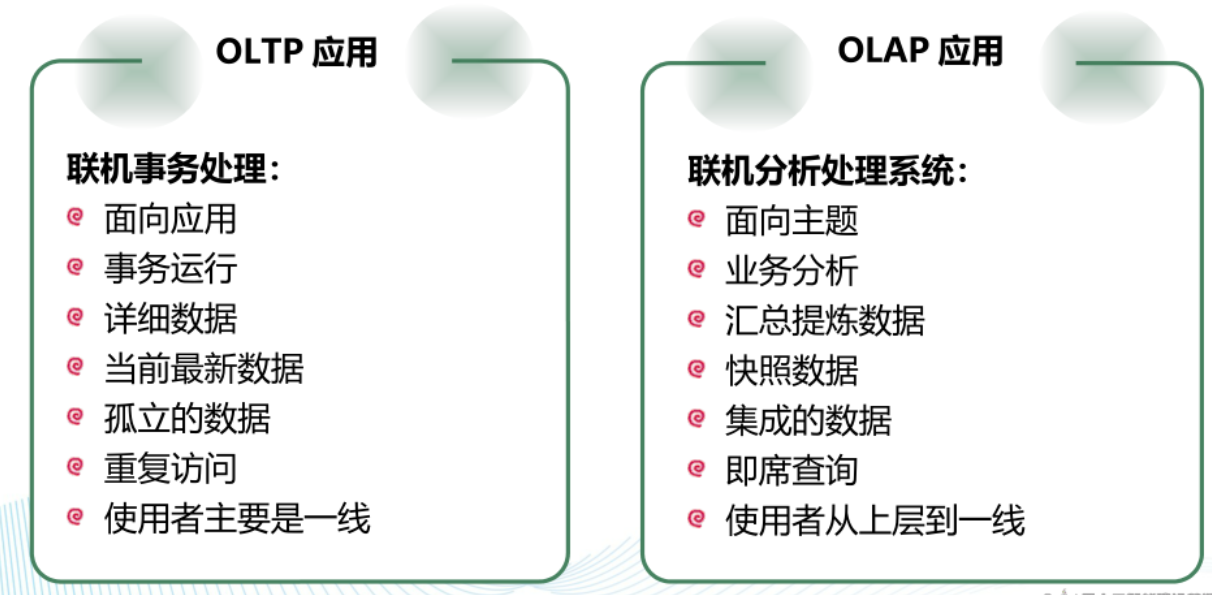 OLTP 应用
联机事务处理：
面向应用
事务运行
详细数据
当前最新数据
孤立的数据
重复访问
使用者主要是一线
OLAP 应用
联机分析处理系统：
面向主题
业务分析
汇总提炼数据
快照数据
集成的数据
即席查询
使用者从上层到一线